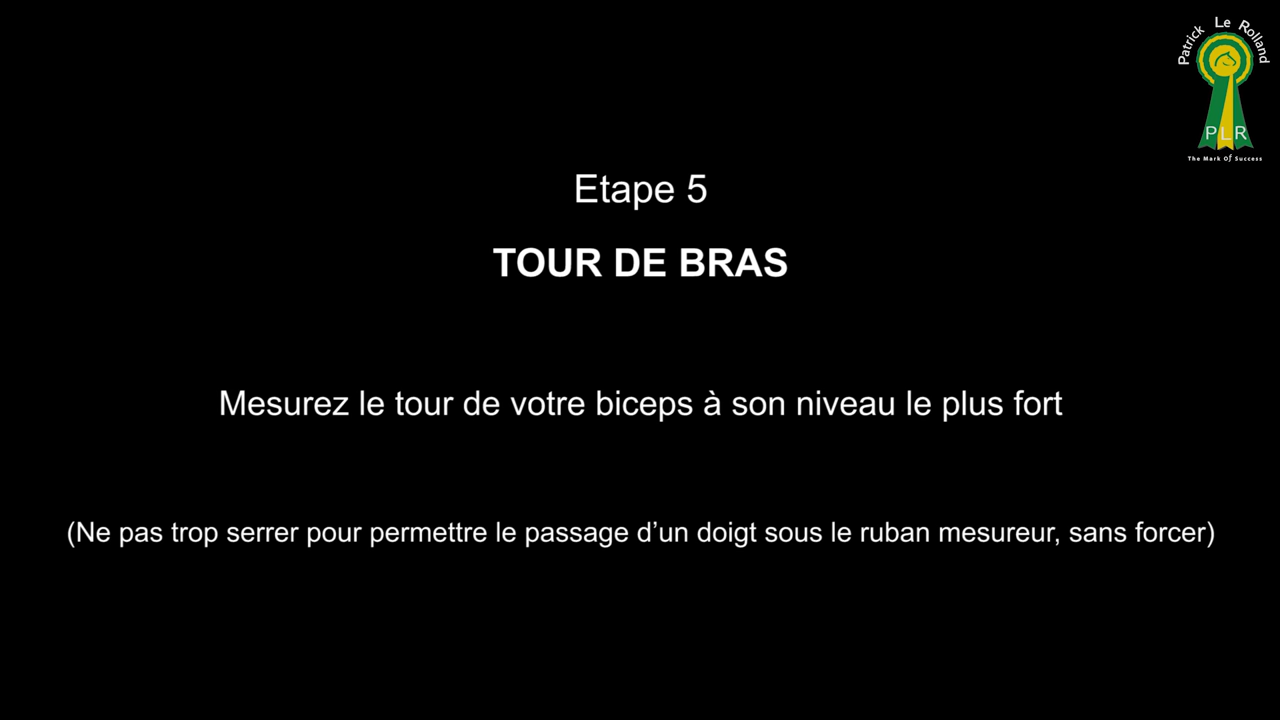 Patrick Le Rolland
PLR
The Mark Of Success
Etape 5
TOUR DE BRAS
Mesurez le tour de votre biceps à son niveau le plus fort
(Ne pas trop serrer pour permettre le passage d’un doigt sous le ruban mesureur, sans forcer)